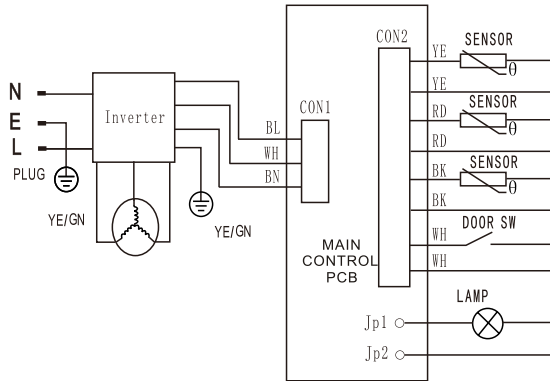 N
E
L
PLUG
YE/GN
Inverter
YE/GN
BL
WH
BN
CON1
CON2
MAIN
CONTROL
PCB
YE
SENSOR
θ
YE
RD
SENSOR
θ
RD
BK
SENSOR
θ
BK
WH
DOOR SW
WH
LAMP
Jp1
Jp2